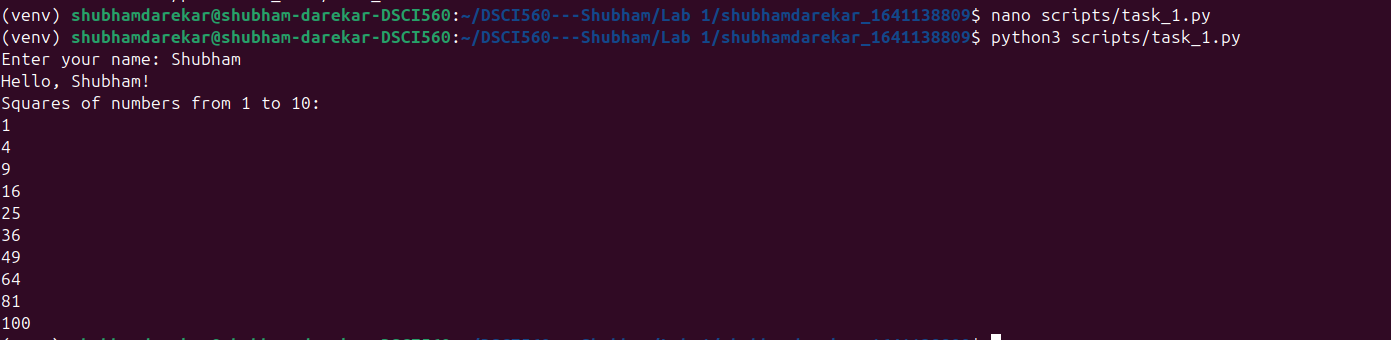 (venv) shubhamdarekar@shubham-darekar-DSCI560:~/DSCI560---Shubham/Lab 1/shubhamdarekar_1641138809$ nano scripts/task_1.py
(venv) shubhamdarekar@shubham-darekar-DSCI560:~/DSCI560---Shubham/Lab 1/shubhamdarekar_1641138809$ python3 scripts/task_1.py
Enter your name: Shubham
Hello, Shubham!
Squares of numbers from 1 to 10:
1
4
9
16
25
36
49
64
81
100